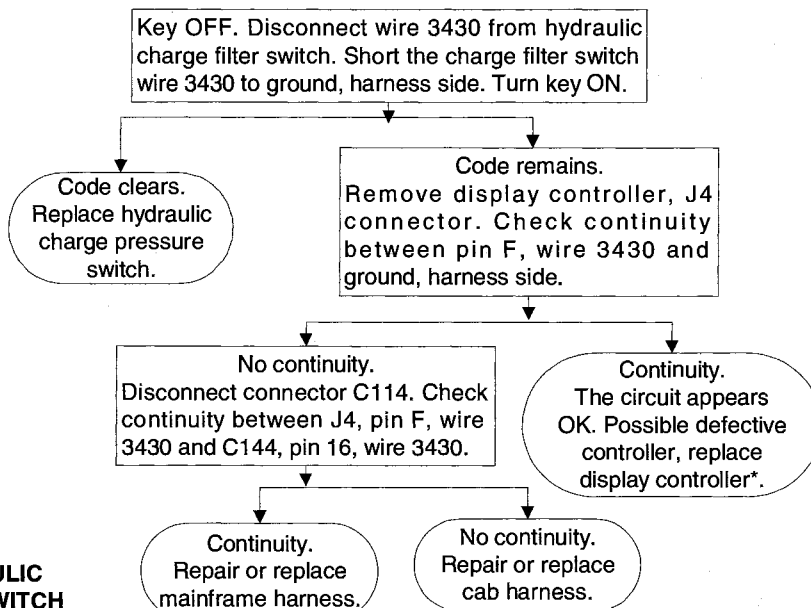 Key OFF. Disconnect wire 3430 from hydraulic
charge filter switch. Short the charge filter switch
wire 3430 to ground, harness side. Turn key ON.
Code clears.
Replace hydraulic
charge pressure
switch.
Code remains.
Remove display controller, J4
connector. Check continuity
between pin F, wire 3430 and
ground, harness side.
No continuity.
Disconnect connector C114. Check
continuity between J4, pin F, wire
3430 and C144, pin 16, wire 3430.
Continuity.
The circuit appears
OK. Possible defective
controller, replace
display controller*.
Continuity.
Repair or replace
mainframe harness.
No continuity.
Repair or replace
cab harness.
ULIC
WITCH